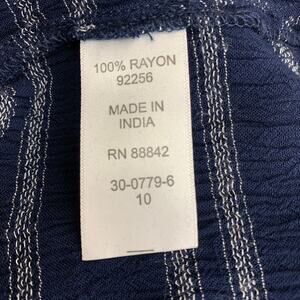 100% RAYON
92256
MADE IN
INDIA
RN 88842
30-0779-6
10